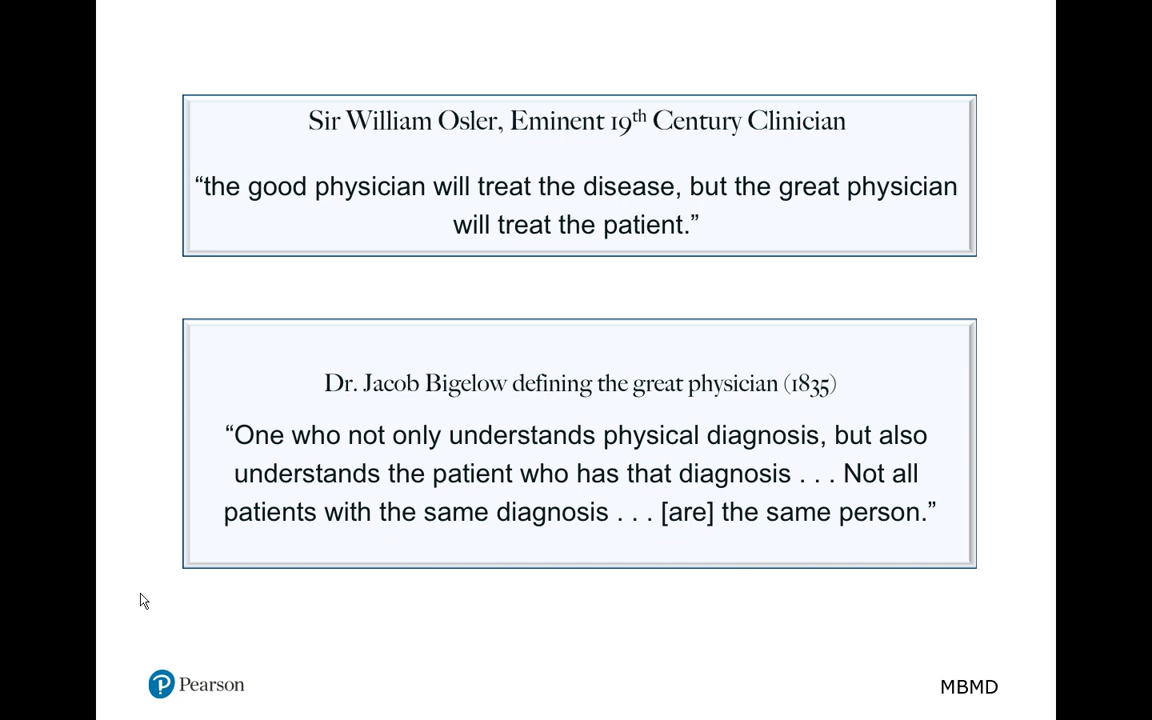 Sir William Osler, Eminent 19th Century Clinician
“the good physician will treat the disease, but the great physician
will treat the patient.”
Dr. Jacob Bigelow defining the great physician (1835)
“One who not only understands physical diagnosis, but also
understands the patient who has that diagnosis . . . Not all
patients with the same diagnosis . . . [are] the same person.”
Pearson
MBMD